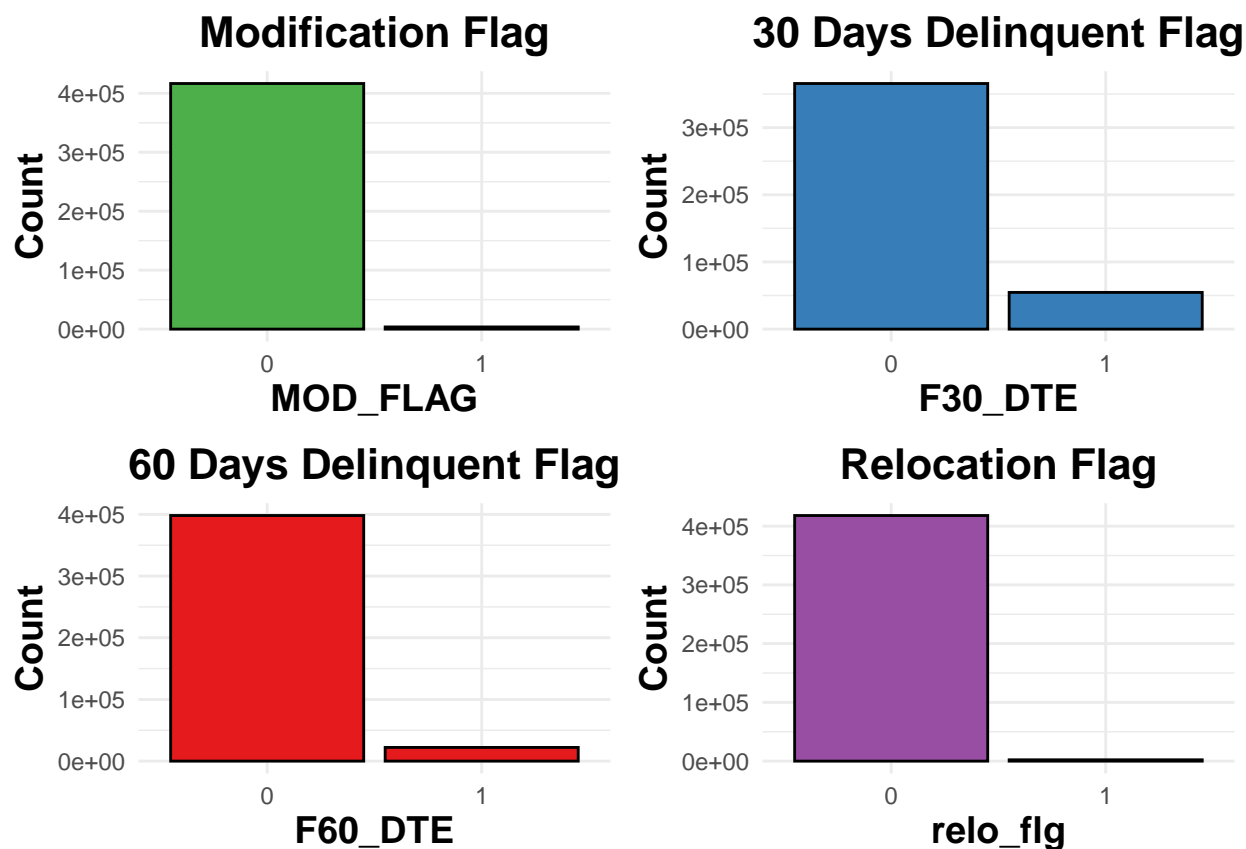 Modification Flag
Count
4e+05
3e+05
2e+05
1e+05
0e+00
0 1
MOD_FLAG
30 Days Delinquent Flag
Count
3e+05
2e+05
1e+05
0e+00
0 1
F30_DTE
60 Days Delinquent Flag
Count
4e+05
3e+05
2e+05
1e+05
0e+00
0 1
F60_DTE
Relocation Flag
Count
4e+05
3e+05
2e+05
1e+05
0e+00
0 1
relo_flg